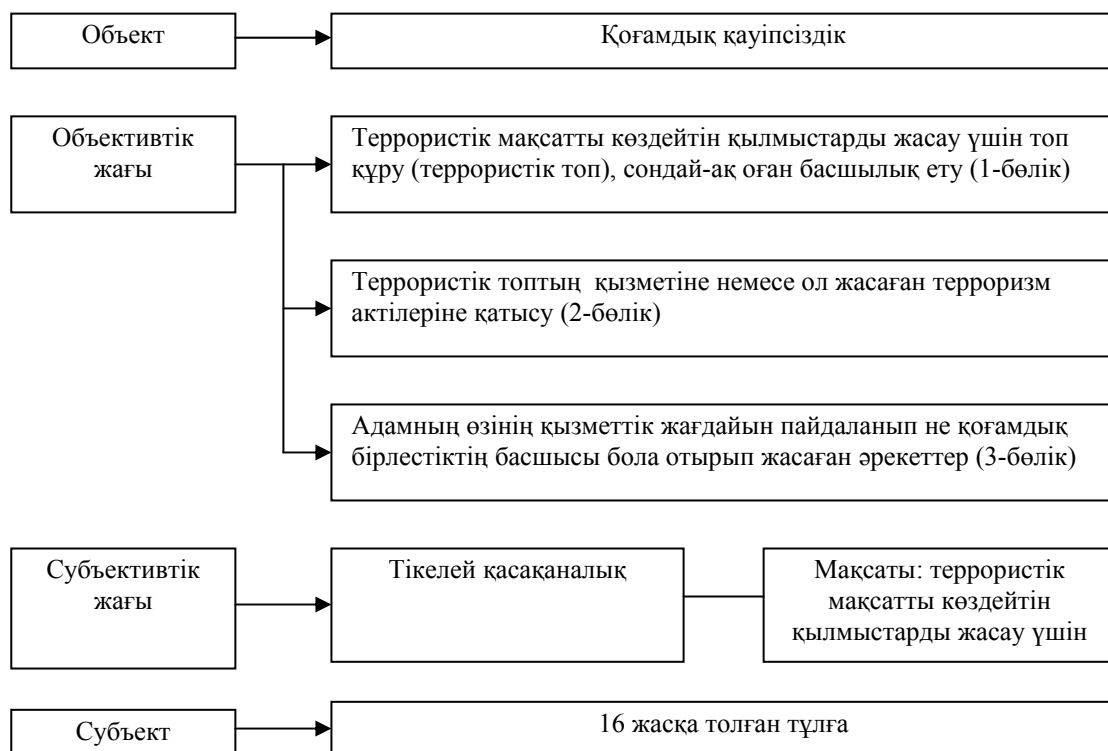 Объект
Қоғамдық қауіпсіздік
Объективтік
жағы
Террористік мақсатты көздейтін қылмыстарды жасау үшін топ
құру (террористік топ), сондай-ақ оған басшылық ету (1-бөлік)
Террористік топтың қызметіне немесе ол жасаған терроризм
актілеріне қатысу (2-бөлік)
Адамның өзінің қызметтік жағдайын пайдаланып не қоғамдық
бірлестіктің басшысы бола отырып жасаған әрекеттер (3-бөлік)
Субъективтік
жағы
Тікелей қасақаналық
Мақсаты: террористік
мақсатты көздейтін
қылмыстарды жасау үшін
Субъект
16 жасқа толған тұлға